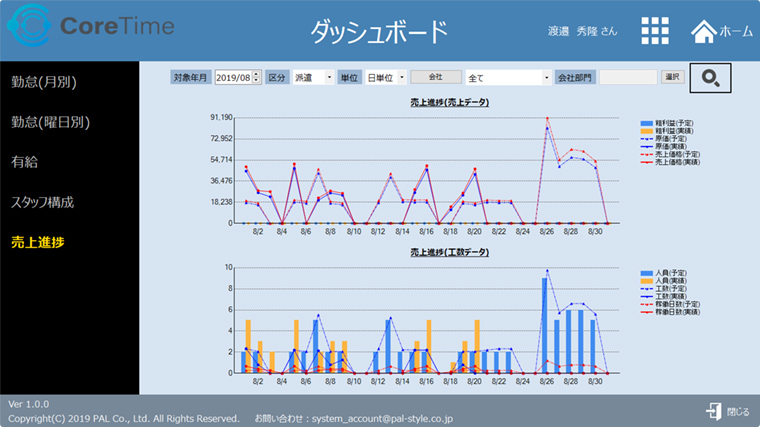 CoreTime
ダッシュボード
渡邉 秀隆 さん
ホーム
勤怠(月別)
勤怠(曜日別)
有給
スタッフ構成
売上進捗
対象年月 2019/08 区分 派遣 単位 日単位 会社 全て 会社部門 選択
売上進捗(売上データ)
91,190
72,952
54,714
36,476
18,238
0
8/2 8/4 8/6 8/8 8/10 8/12 8/14 8/16 8/18 8/20 8/22 8/24 8/26 8/28 8/30
粗利益(予定)
粗利益(実績)
原価(予定)
原価(実績)
売上価格(予定)
売上価格(実績)
売上進捗(工数データ)
10
8
6
4
2
0
8/2 8/4 8/6 8/8 8/10 8/12 8/14 8/16 8/18 8/20 8/22 8/24 8/26 8/28 8/30
人員(予定)
人員(実績)
工数(予定)
工数(実績)
稼働日数(予定)
稼働日数(実績)
Ver 1.0.0
Copyright(C) 2019 PAL Co., Ltd. All Rights Reserved. お問い合わせ：system_account@pal-style.co.jp
閉じる